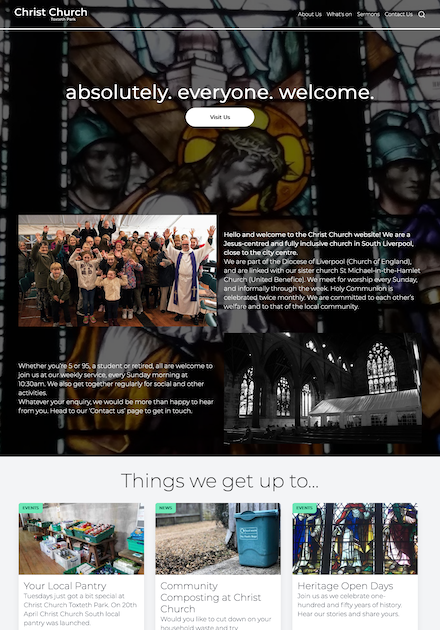 Christ Church
Toxteth Park
About Us What's on Sermons Contact Us
absolutely. everyone. welcome.
Visit Us
Hello and welcome to the Christ Church website! We are a
Jesus-centred and fully inclusive church in South Liverpool,
close to the city centre.
We are part of the Diocese of Liverpool (Church of England),
and are linked with our sister church St Michael-in-the-Hamlet
Church (United Benefice). We meet for worship every Sunday,
and informally through the week. Holy Communion is
celebrated twice monthly. We are committed to each other's
welfare and to that of the local community.
Whether you're 5 or 95, a student or retired, all are welcome to
join us at our weekly service, every Sunday morning at
10:30am. We also get together regularly for social and other
activities.
Whatever your enquiry, we would be more than happy to hear
from you. Head to our 'Contact us' page to get in touch.
Things we get up to...
EVENTS
Your Local Pantry
Tuesdays just got a bit special at
Christ Church Toxteth Park. On 20th
April Christ Church South local
pantry was launched.
NEWS
Community
Composting at Christ
Church
Would you like to cut down on your
household waste and try
EVENTS
Heritage Open Days
Join us as we celebrate one-
hundred and fifty years of history.
Hear our stories and share yours.